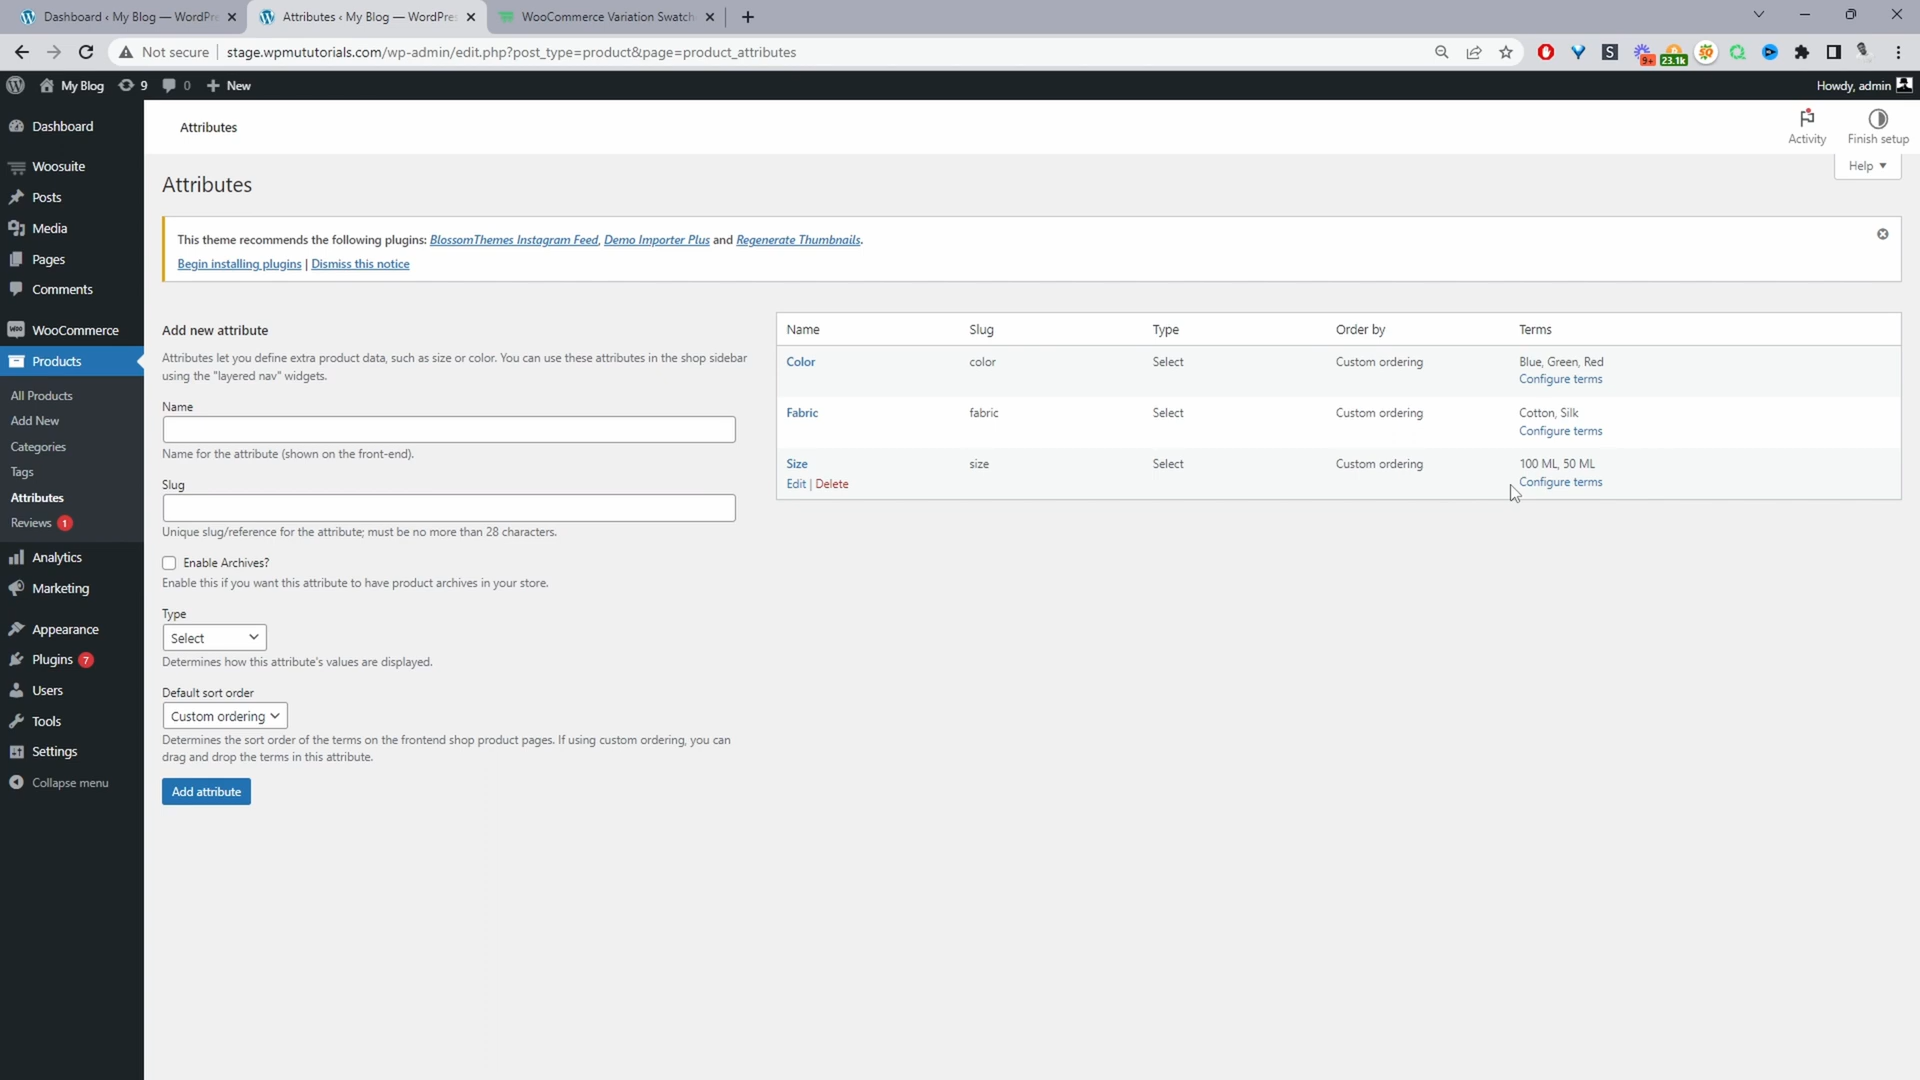 Dashboard ‹ My Blog — WordPre
Attributes ‹ My Blog — WordPres
WooCommerce Variation Swatch
Not secure
stage.wpmututorials.com/wp-admin/edit.php?post_type=product&page=product_attributes
9+
23.1k
My Blog
9
0
New
Howdy, admin
Dashboard
Woosuite
Posts
Media
Pages
Comments
WooCommerce
Products
All Products
Add New
Categories
Tags
Attributes
Reviews 1
Analytics
Marketing
Appearance
Plugins 7
Users
Tools
Settings
Collapse menu
Attributes
Activity
Finish setup
Help
Attributes
This theme recommends the following plugins: BlossomThemes Instagram Feed, Demo Importer Plus and Regenerate Thumbnails.
Begin installing plugins | Dismiss this notice
Add new attribute
Attributes let you define extra product data, such as size or color. You can use these attributes in the shop sidebar
using the "layered nav" widgets.
Name
Name for the attribute (shown on the front-end).
Slug
Unique slug/reference for the attribute; must be no more than 28 characters.
Enable Archives?
Enable this if you want this attribute to have product archives in your store.
Type
Select
Determines how this attribute's values are displayed.
Default sort order
Custom ordering
Determines the sort order of the terms on the frontend shop product pages. If using custom ordering, you can
drag and drop the terms in this attribute.
Add attribute
Name Slug Type Order by Terms
Color color Select Custom ordering Blue, Green, Red
Configure terms
Fabric fabric Select Custom ordering Cotton, Silk
Configure terms
Size size Select Custom ordering 100 ML, 50 ML
Edit | Delete Configure terms